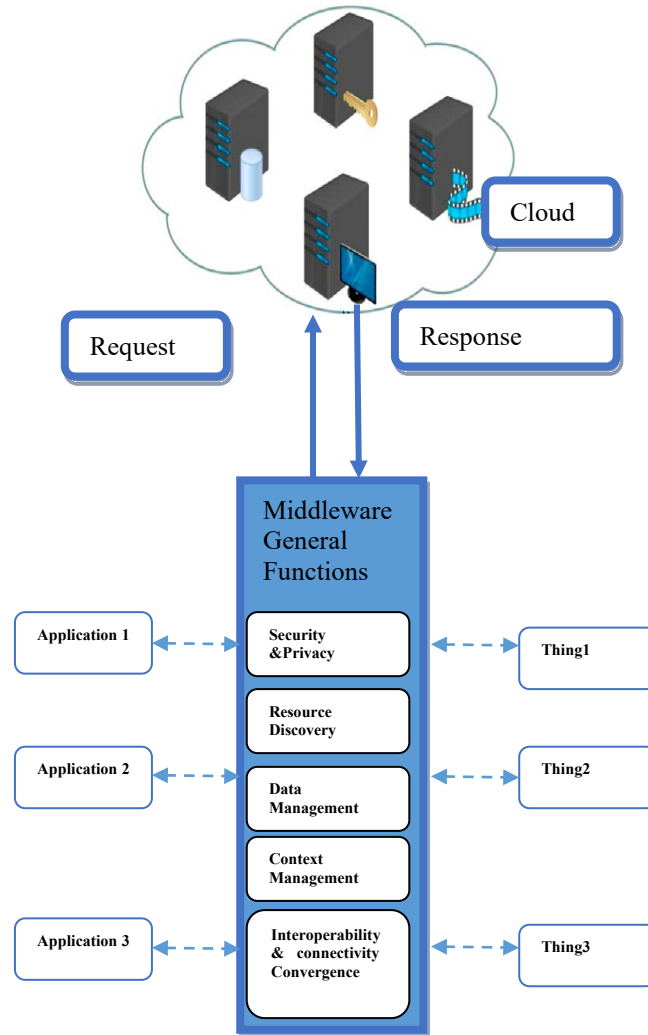 Cloud
Request
Response
Middleware
General
Functions
Application 1
Security
&Privacy
Thing1
Resource
Discovery
Application 2
Data
Management
Thing2
Context
Management
Application 3
Interoperability
& connectivity
Convergence
Thing3